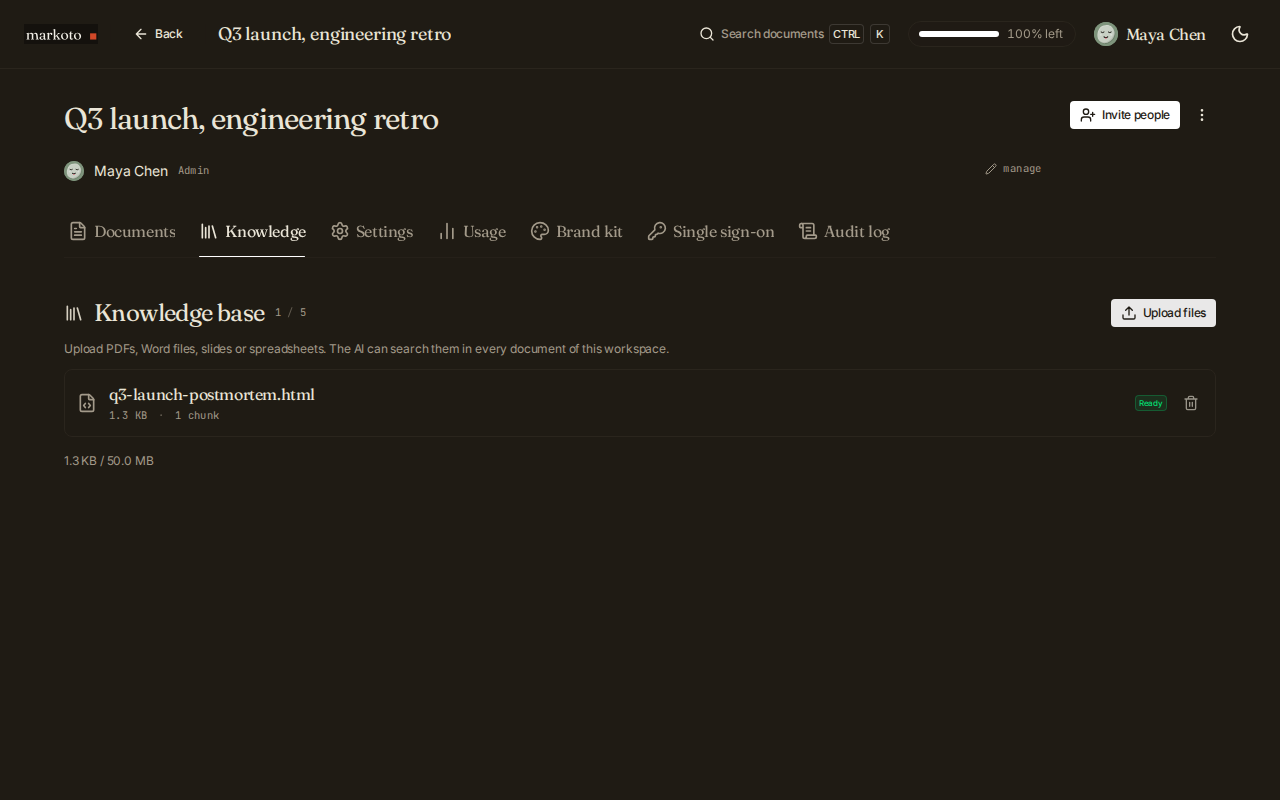 markoto
Back
Q3 launch, engineering retro
Search documents CTRL K
100% left
Maya Chen
Q3 launch, engineering retro
Invite people
Maya Chen Admin
manage
Documents
Knowledge
Settings
Usage
Brand kit
Single sign-on
Audit log
Knowledge base 1 / 5
Upload files
Upload PDFs, Word files, slides or spreadsheets. The AI can search them in every document of this workspace.
q3-launch-postmortem.html
1.3 KB · 1 chunk
Ready
1.3 KB / 50.0 MB